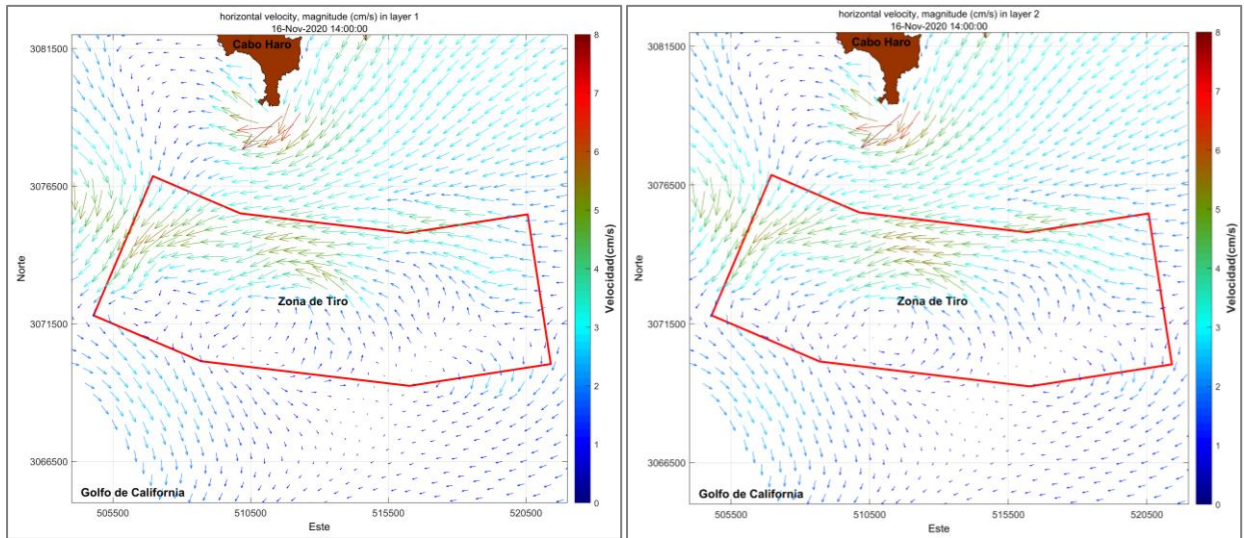 horizontal velocity, magnitude (cm/s) in layer 1
16-Nov-2020 14:00:00
Cabo Haro
3081500
3076500
3071500
3066500
Norte
Zona de Tiro
Golfo de California
505500
510500
515500
520500
Este
8
7
6
5
4
3
2
1
0
Velocidad(cm/s)
horizontal velocity, magnitude (cm/s) in layer 2
16-Nov-2020 14:00:00
Cabo Haro
3081500
3076500
3071500
3066500
Norte
Zona de Tiro
Golfo de California
505500
510500
515500
520500
Este
8
7
6
5
4
3
2
1
0
Velocidad(cm/s)